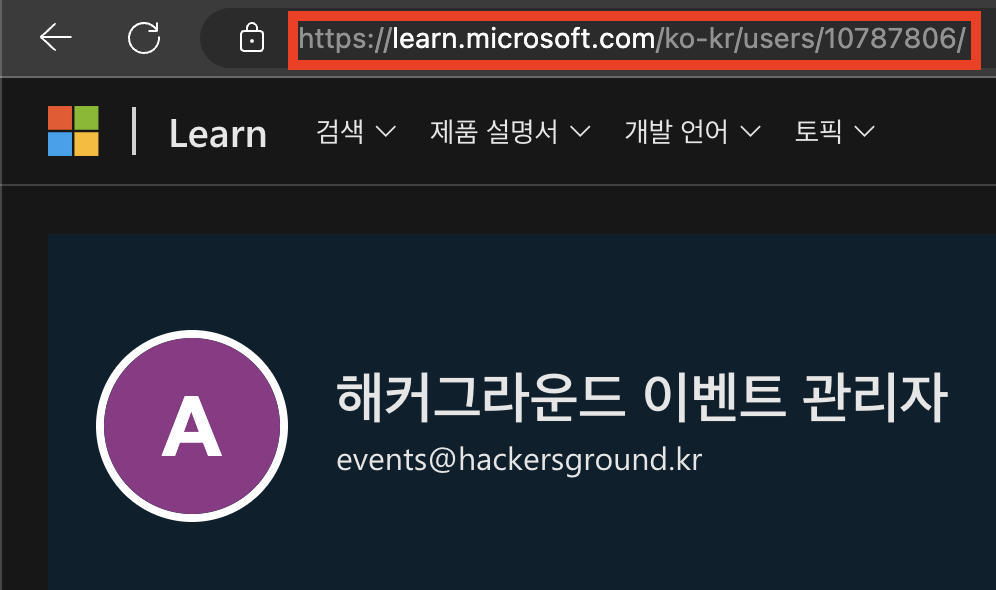 https://learn.microsoft.com/ko-kr/users/10787806/
Learn 검색 제품 설명서 개발 언어 토픽
A
해커그라운드 이벤트 관리자
events@hackersground.kr